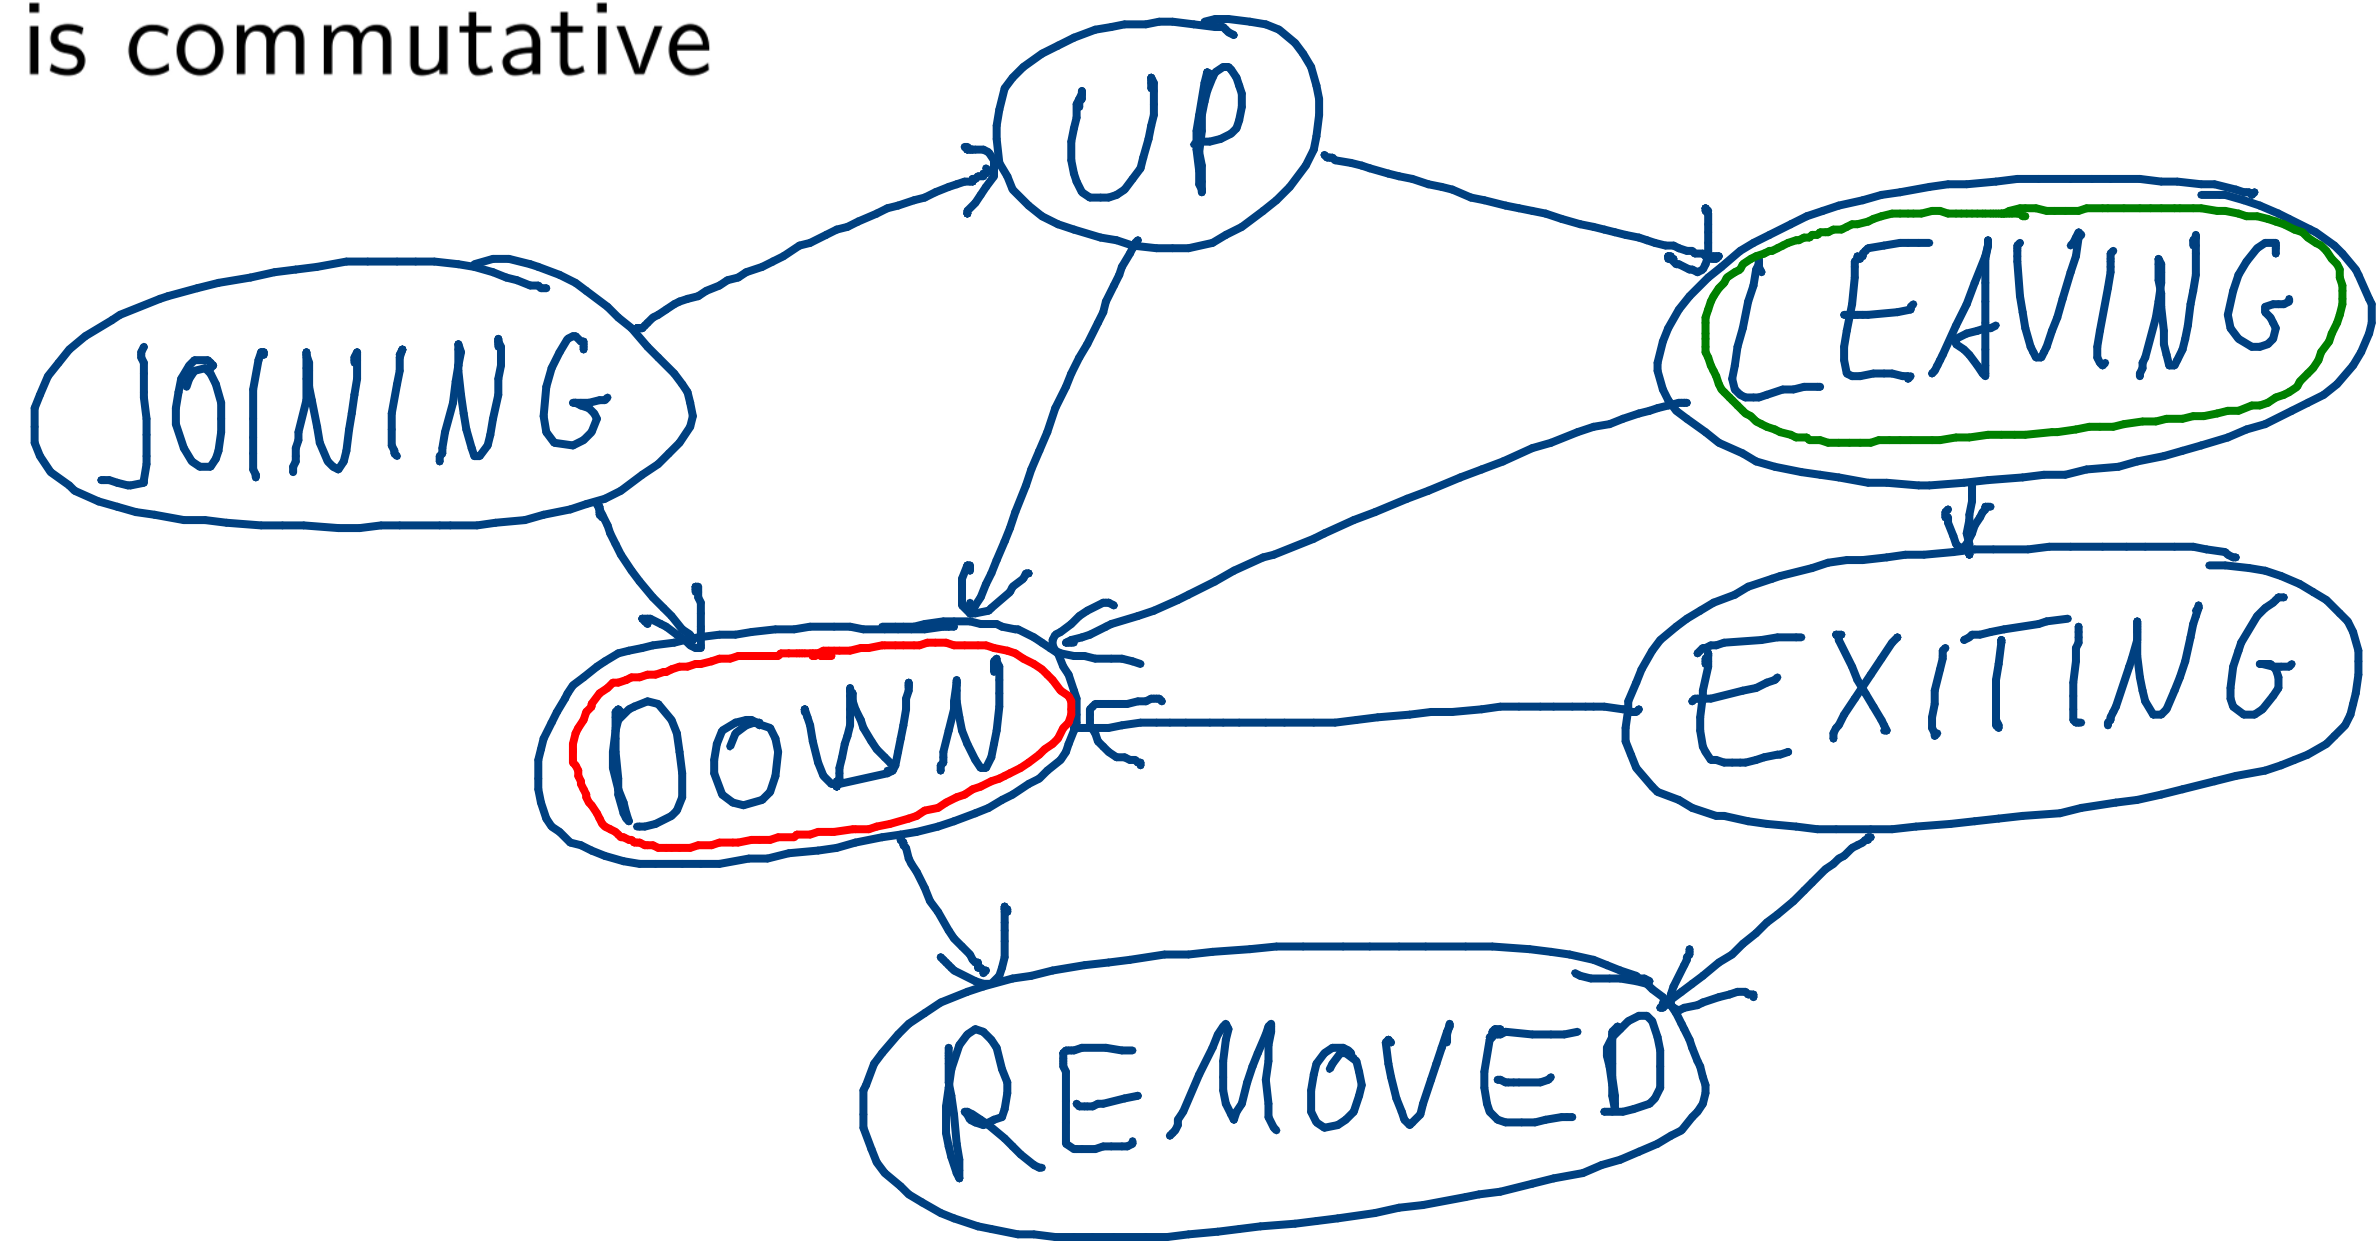 is commutative
UP
LEAVING
JOINING
DOWN
EXITING
REMOVED